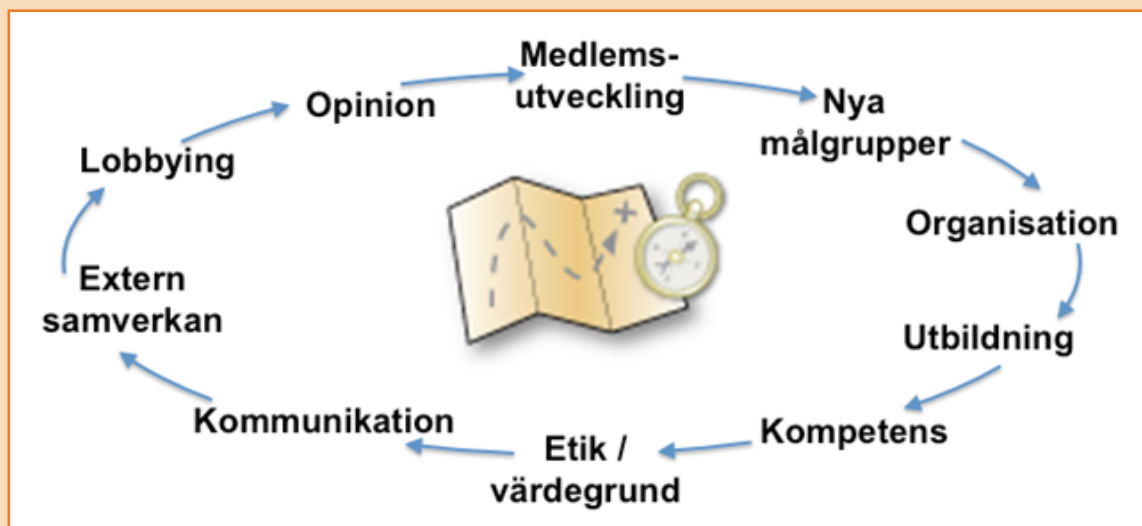 Medlems-
utveckling
Nya
målgrupper
Organisation
Utbildning
Kompetens
Etik /
värdegrund
Kommunikation
Extern
samverkan
Lobbying
Opinion